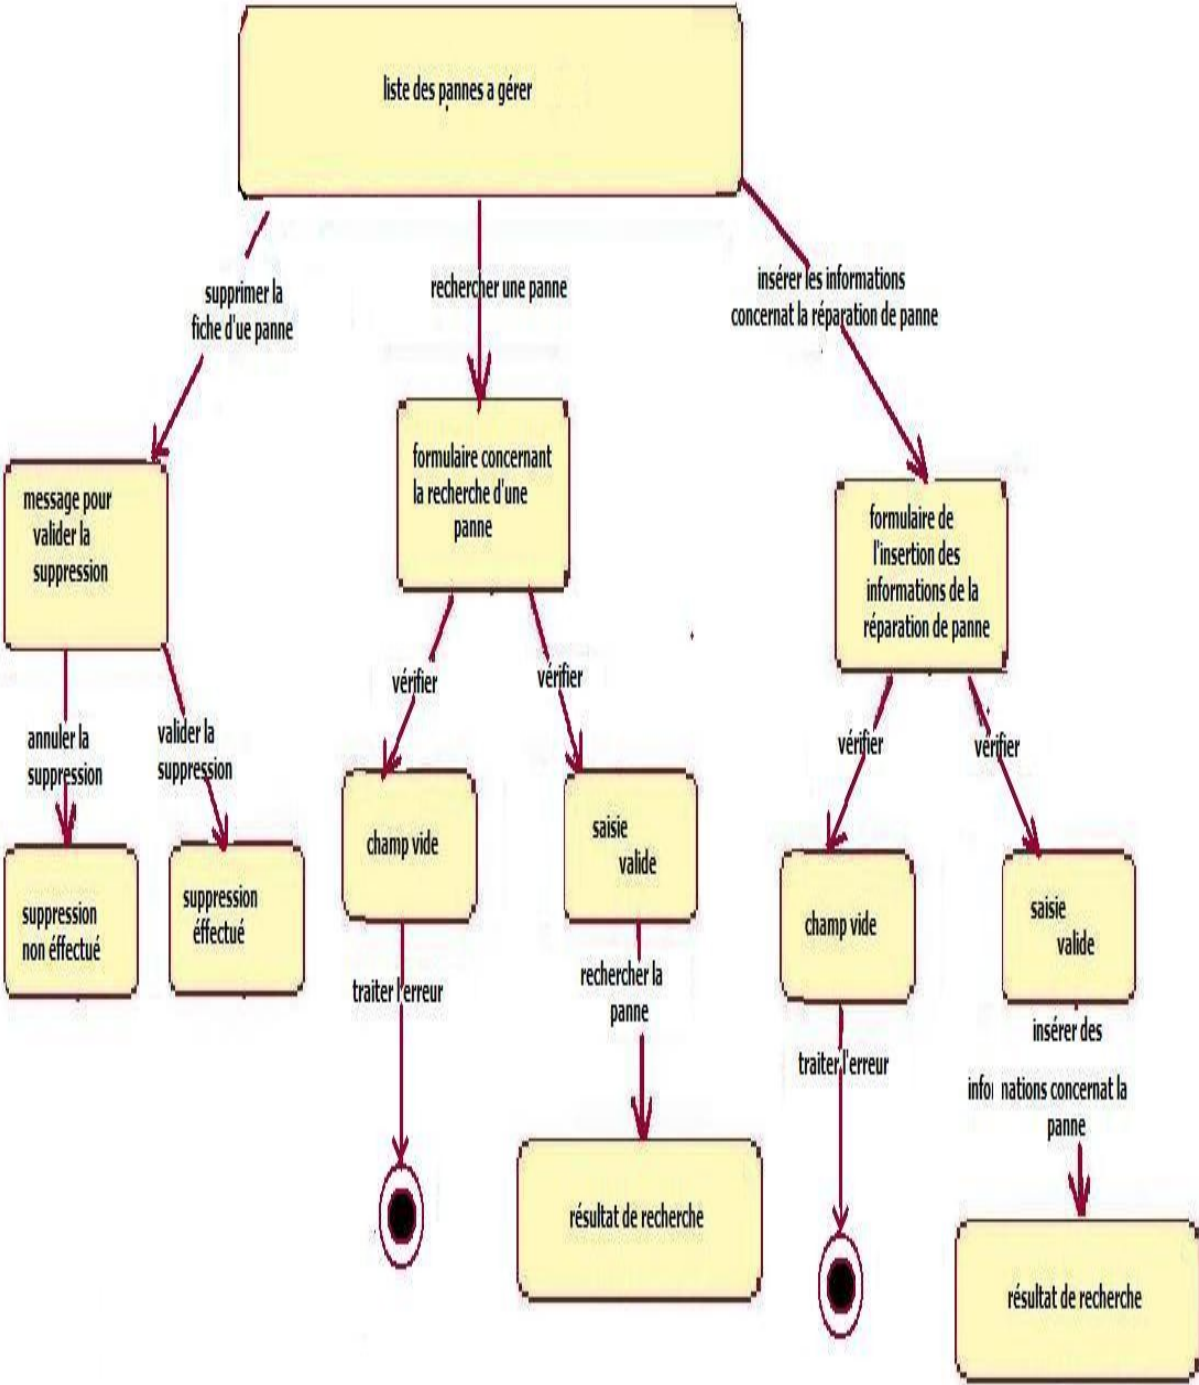 liste des pannes a gérer
supprimer la
fiche d'ue panne
rechercher une panne
insérer les informations
concernat la réparation de panne
message pour
valider la
suppression
formulaire concernant
la recherche d'une
panne
formulaire de
l'insertion des
informations de la
réparation de panne
annuler la
suppression
valider la
suppression
vérifier
vérifier
vérifier
vérifier
suppression
non éffectué
suppression
éffectué
champ vide
saisie
valide
champ vide
saisie
valide
traiter l'erreur
rechercher la
panne
traiter l'erreur
insérer des
informations concernat la
panne
résultat de recherche
résultat de recherche